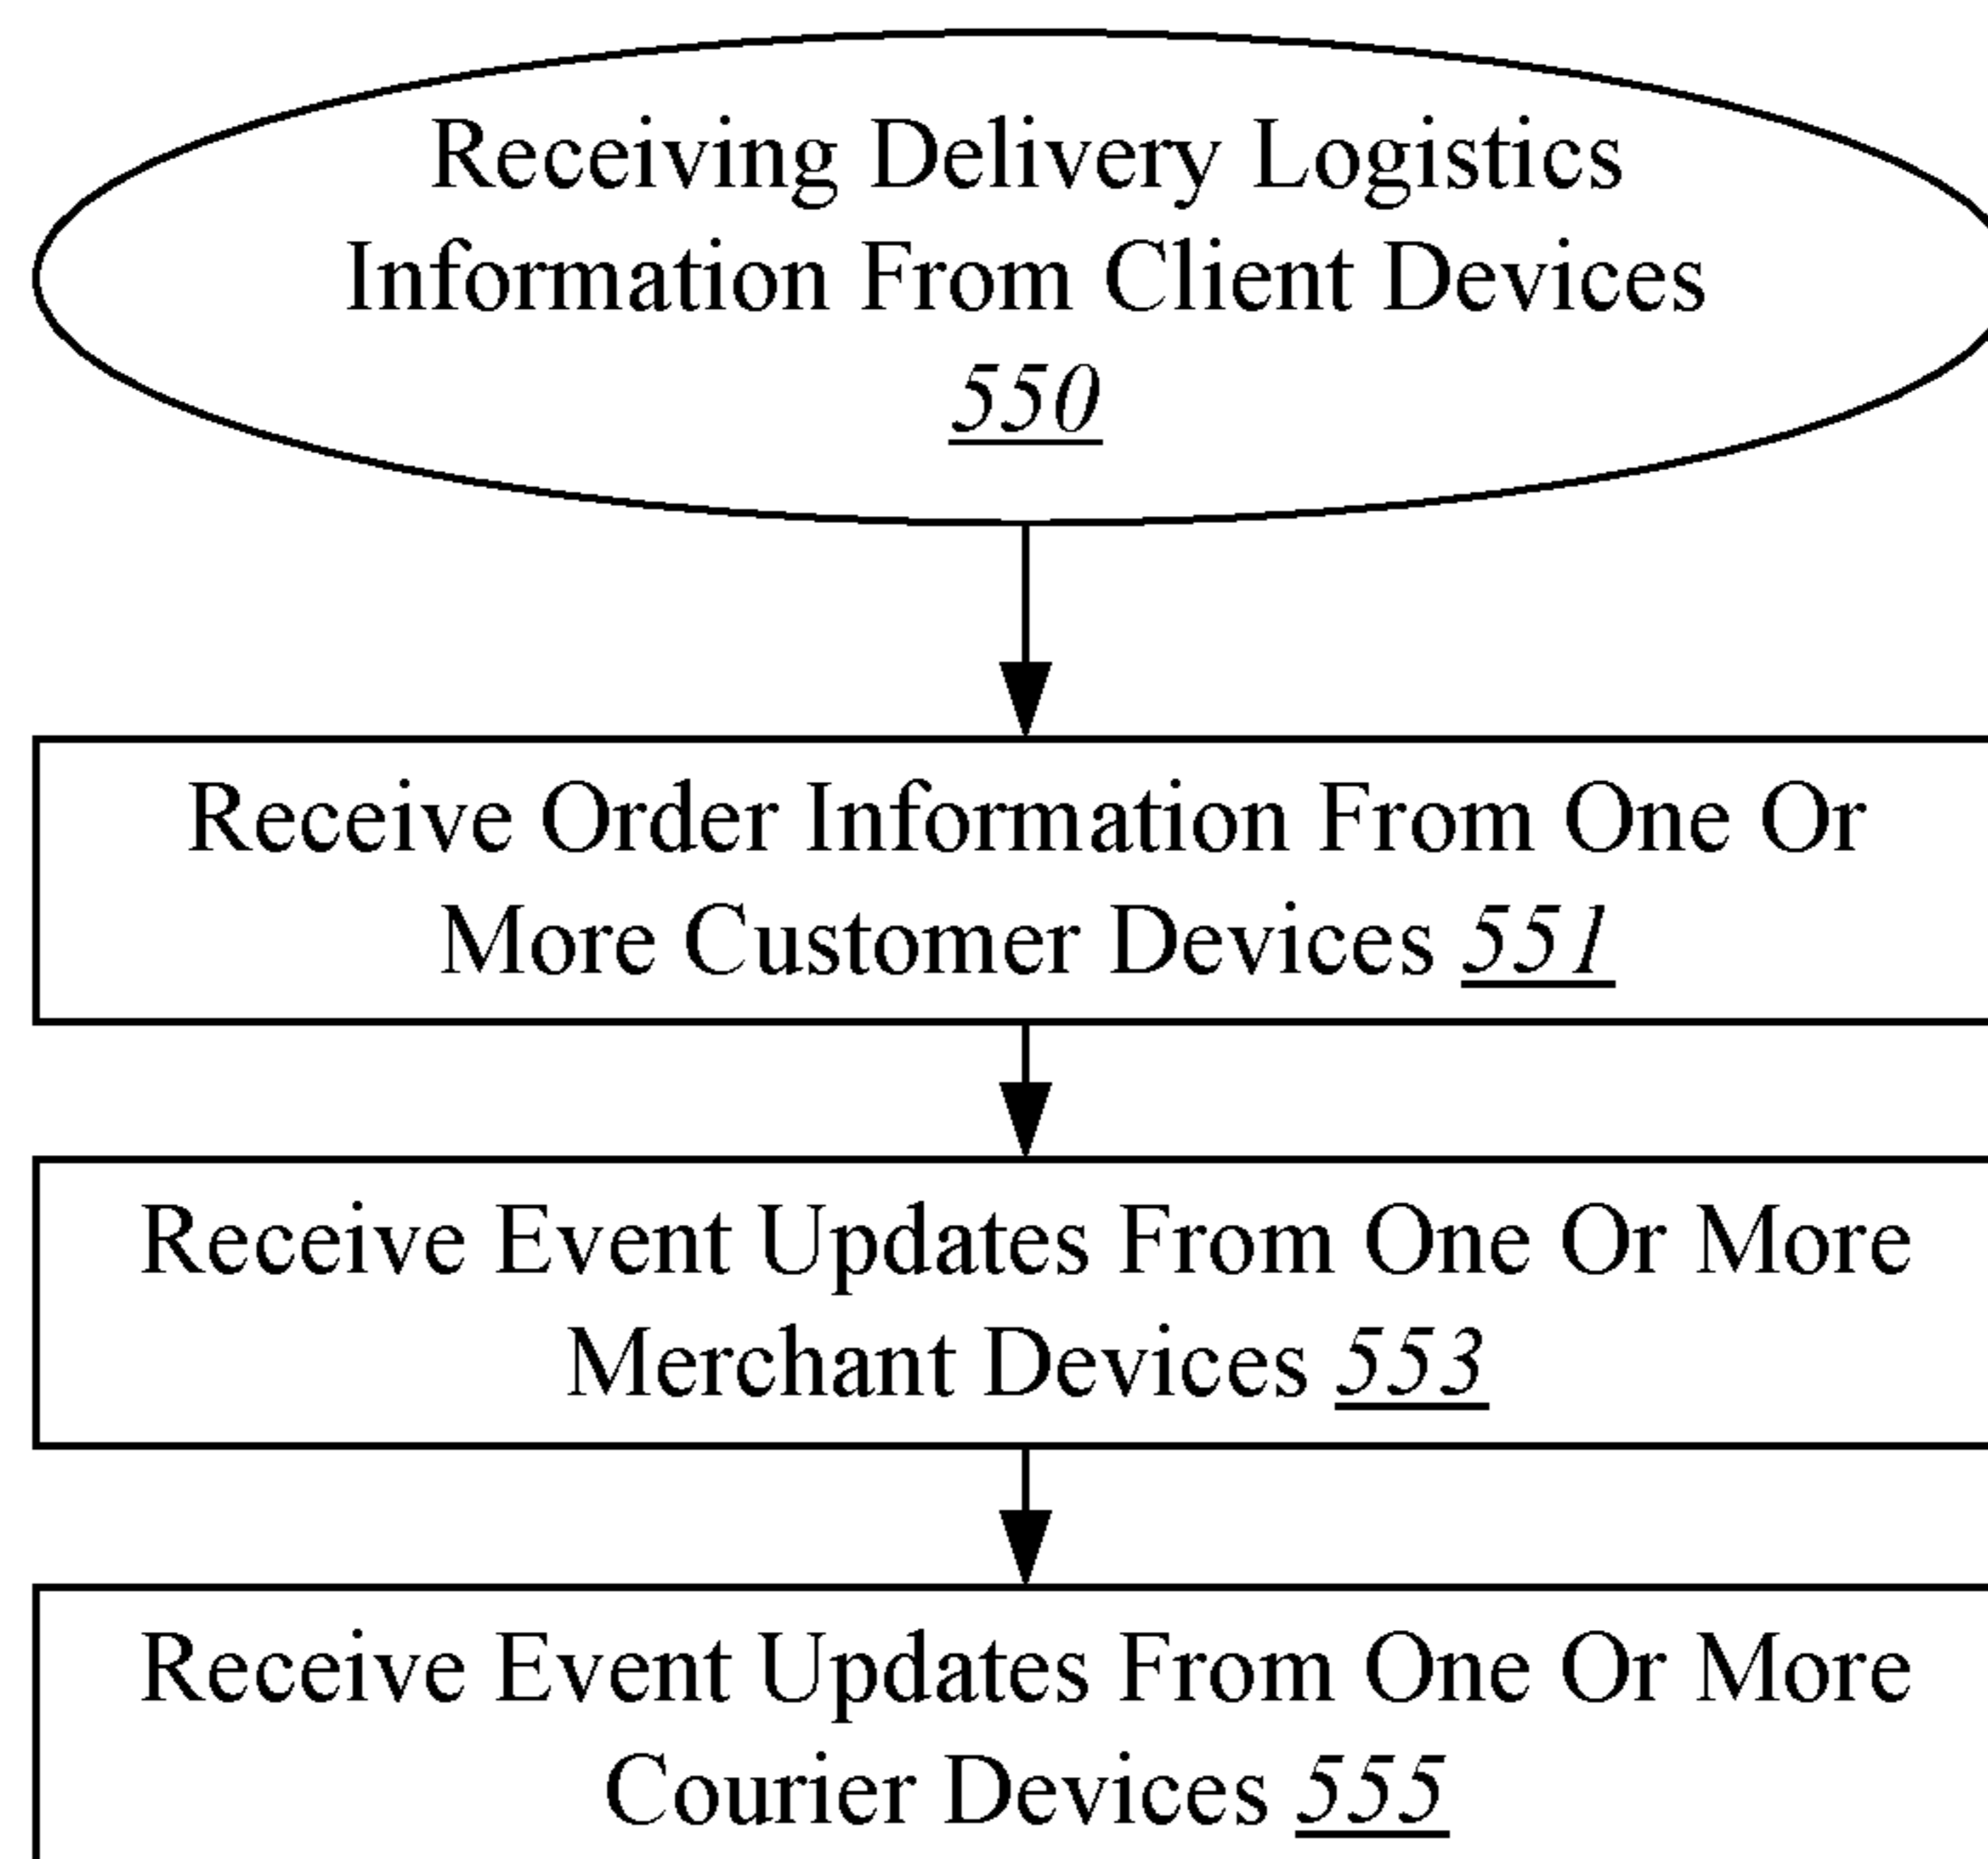 Receiving Delivery Logistics
Information From Client Devices
550
Receive Order Information From One Or
More Customer Devices 551
Receive Event Updates From One Or More
Merchant Devices 553
Receive Event Updates From One Or More
Courier Devices 555